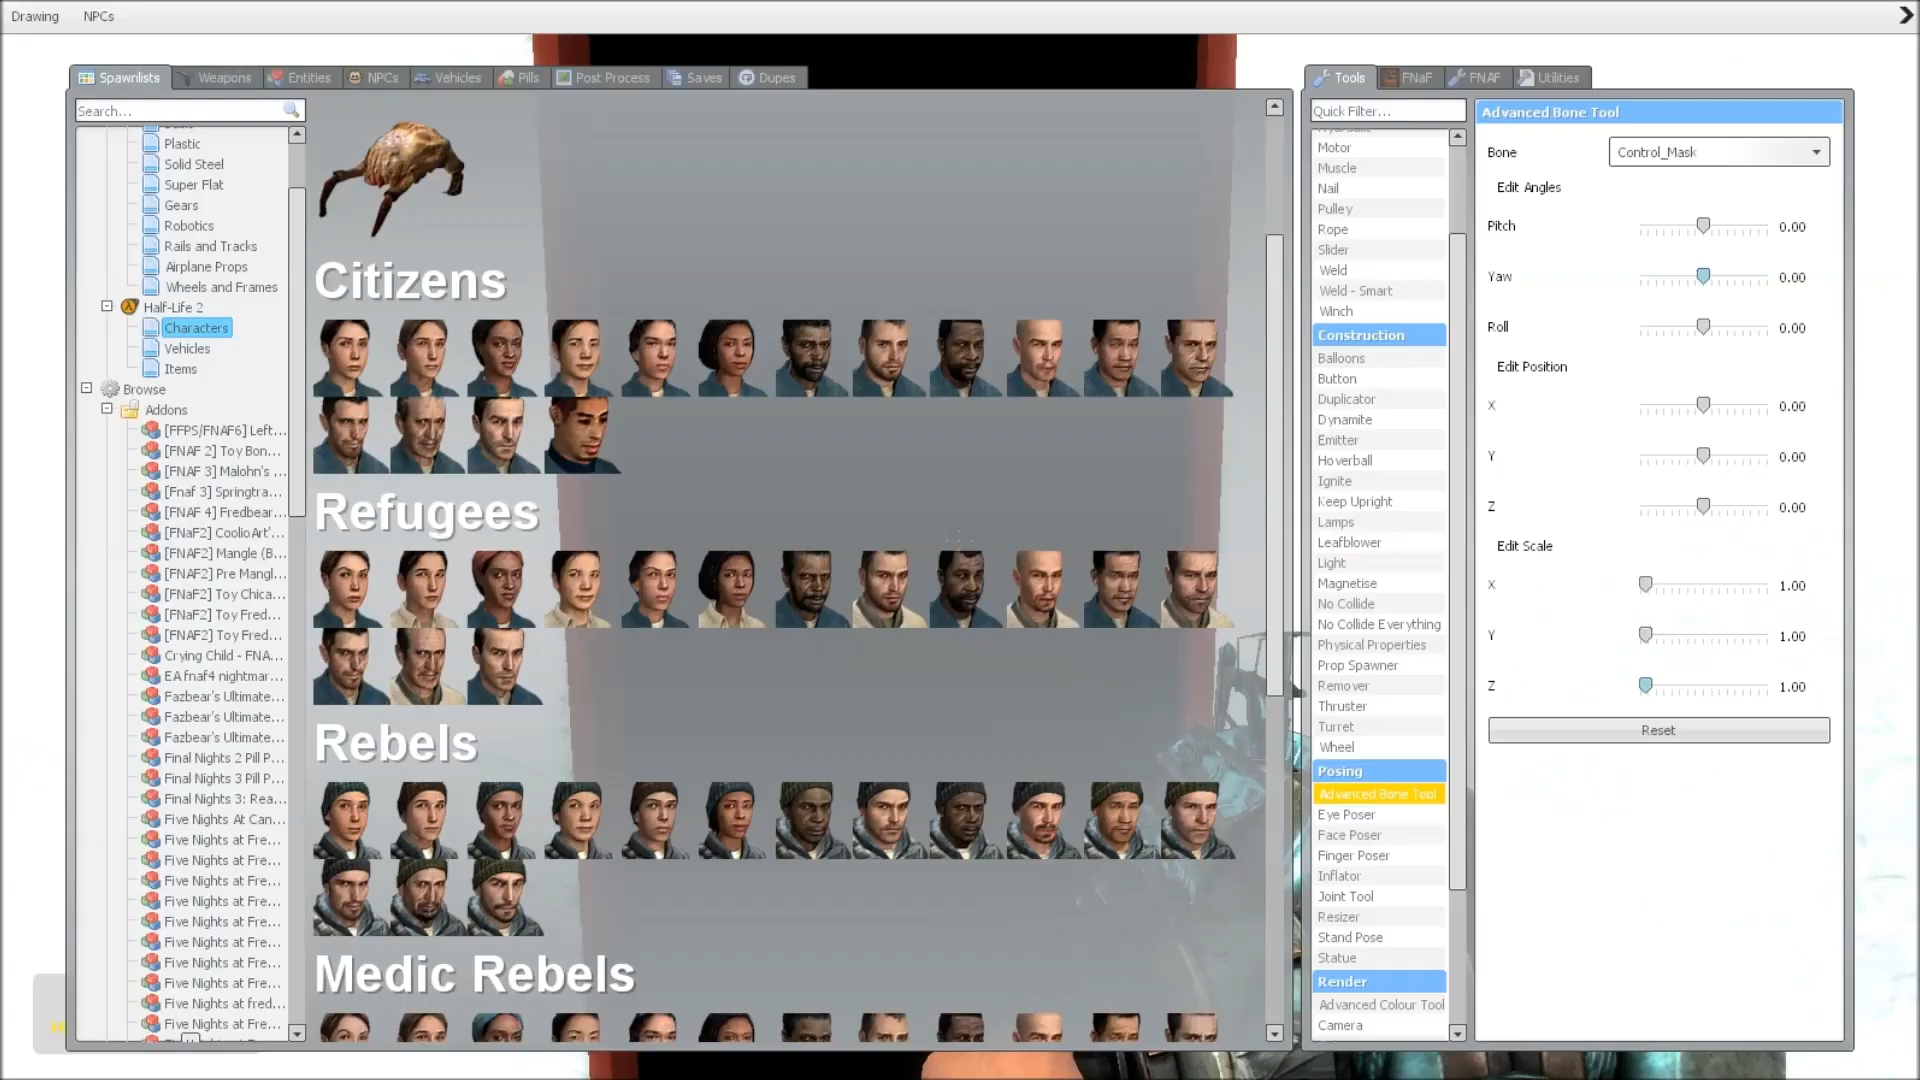 Drawing NPCs
Spawnlists Weapons Entities NPCs Vehicles Pills Post Process Saves Dupes
Search...
Plastic
Solid Steel
Super Flat
Gears
Robotics
Rails and Tracks
Airplane Props
Wheels and Frames
Half-Life 2
Characters
Vehicles
Items
Browse
Addons
[FFPS/FNAF6] Left...
[FNAF 2] Toy Bon...
[FNAF 3] Malohn's ...
[Fnaf 3] Springtra...
[FNAF 4] Fredbear...
[FNaF2] CoolioArt'...
[FNAF2] Mangle (B...
[FNAF2] Pre Mangl...
[FNaF2] Toy Chica...
[FNaF2] Toy Fred...
[FNAF2] Toy Fred...
Crying Child - FNA...
EA fnaf4 nightmar...
Fazbear's Ultimate...
Fazbear's Ultimate...
Fazbear's Ultimate...
Final Nights 2 Pill P...
Final Nights 3 Pill P...
Final Nights 3: Rea...
Five Nights At Can...
Five Nights at Fre...
Five Nights at Fre...
Five Nights at Fre...
Five Nights at Fre...
Five Nights at Fre...
Five Nights at Fre...
Five Nights at Fre...
Five Nights at Fre...
Five Nights at fred...
Five Nights at Fre...
Citizens
Refugees
Rebels
Medic Rebels
Tools FNaF FNAF Utilities
Quick Filter...
Hydraulic
Motor
Muscle
Nail
Pulley
Rope
Slider
Weld
Weld - Smart
Winch
Construction
Balloons
Button
Duplicator
Dynamite
Emitter
Hoverball
Ignite
Keep Upright
Lamps
Leafblower
Light
Magnetise
No Collide
No Collide Everything
Physical Properties
Prop Spawner
Remover
Thruster
Turret
Wheel
Posing
Advanced Bone Tool
Eye Poser
Face Poser
Finger Poser
Inflator
Joint Tool
Resizer
Stand Pose
Statue
Render
Advanced Colour Tool
Camera
Advanced Bone Tool
Bone Control_Mask
Edit Angles
Pitch 0.00
Yaw 0.00
Roll 0.00
Edit Position
X 0.00
Y 0.00
Z 0.00
Edit Scale
X 1.00
Y 1.00
Z 1.00
Reset